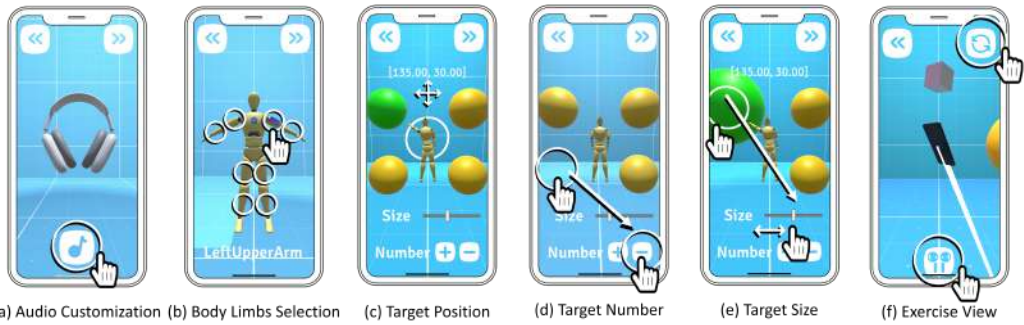 « »
« »
« »
[135.00, 30.00]
Size
Number + −
LeftUpperArm
« »
Size
Number + −
« »
[135.00, 30.00]
Size
Number −
«
a) Audio Customization
(b) Body Limbs Selection
(c) Target Position
(d) Target Number
(e) Target Size
(f) Exercise View